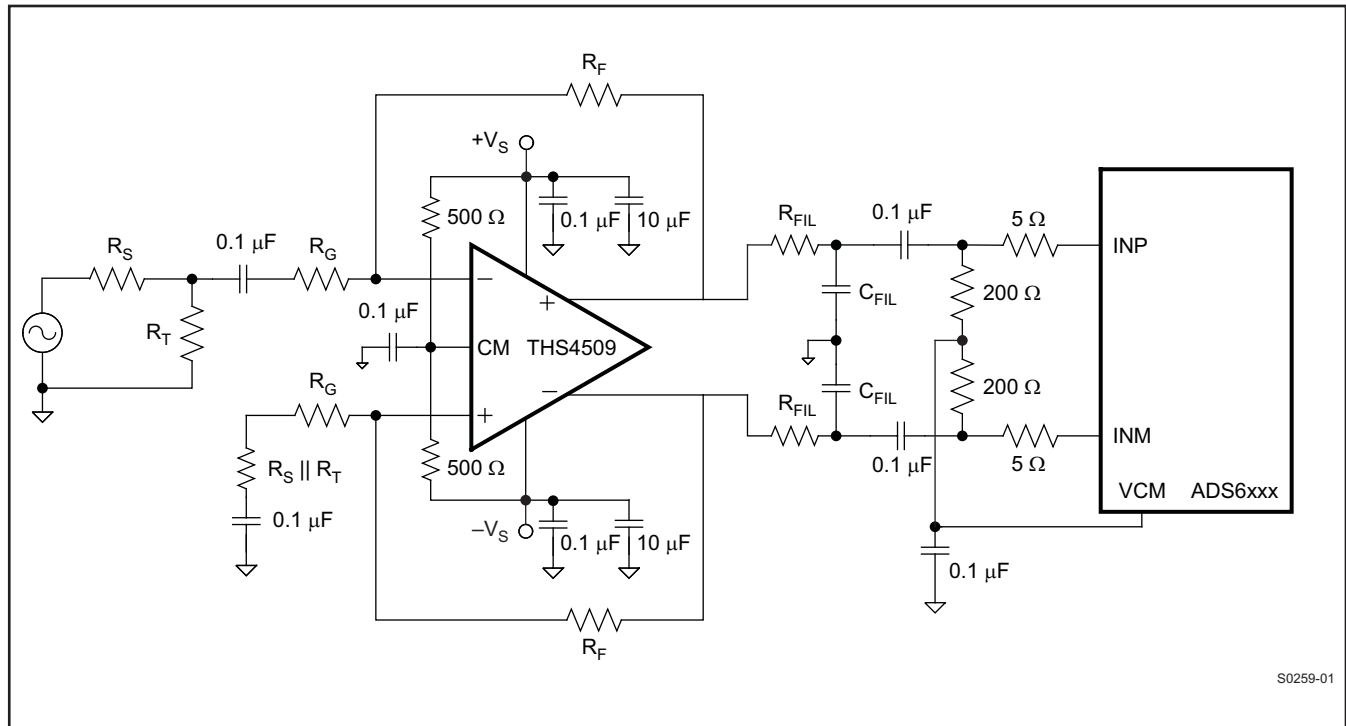 R_F
+V_S
500 Ω
0.1 μF
10 μF
R_FIL
0.1 μF
5 Ω
R_S
0.1 μF
R_G
INP
−
+
C_FIL
200 Ω
0.1 μF
R_T
CM
THS4509
R_G
+
−
R_FIL
C_FIL
200 Ω
5 Ω
INM
0.1 μF
R_S || R_T
500 Ω
0.1 μF
−V_S
0.1 μF
10 μF
VCM
ADS6xxx
0.1 μF
R_F
S0259-01